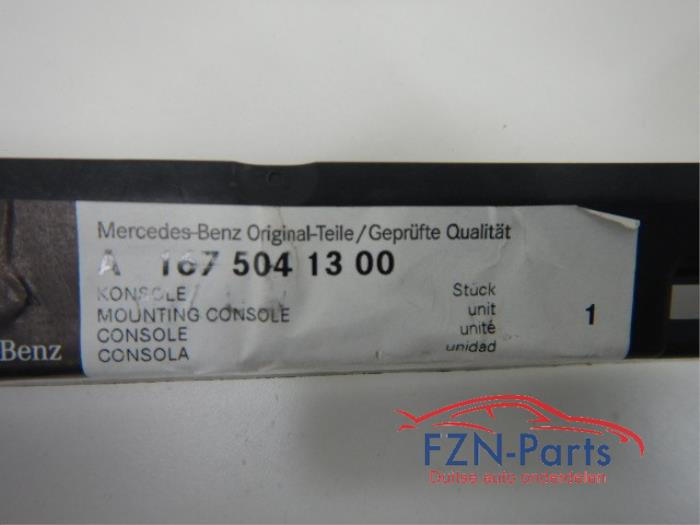 Mercedes-Benz Original-Teile/Geprüfte Qualität
A 167 504 13 00
KONSOLE Stück
MOUNTING CONSOLE unit
CONSOLE unité 1
CONSOLA unidad
Benz
FZN-Parts
Duitse auto onderdelen